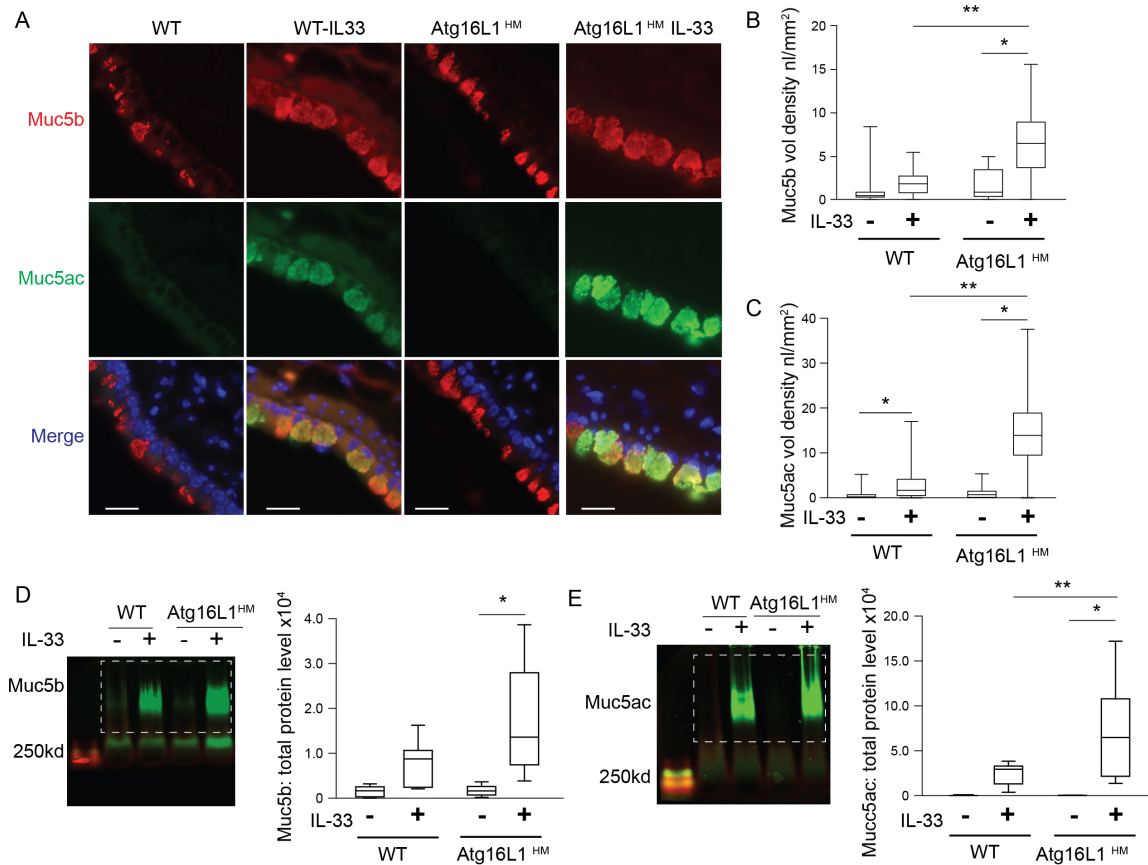 A
WT
WT-IL33
Atg16L1 HM
Atg16L1 HM IL-33
Muc5b
Muc5ac
Merge
B
Muc5b vol density nl/mm²)
20
15
10
5
0
**
*
IL-33 - + - +
WT
Atg16L1 HM
C
Muc5ac vol density nl/mm²)
40
30
20
10
0
**
*
*
IL-33 - + - +
WT
Atg16L1 HM
D
WT Atg16L1HM
IL-33 - + - +
Muc5b
250kd
Muc5b: total protein level x10⁴
4.0
3.0
2.0
1.0
0
*
IL-33 - + - +
WT
Atg16L1 HM
E
WT Atg16L1HM
IL-33 - + - +
Muc5ac
250kd
Mucc5ac: total protein level x10⁴
20.0
15.0
10.0
5.0
0
**
*
IL-33 - + - +
WT
Atg16L1 HM